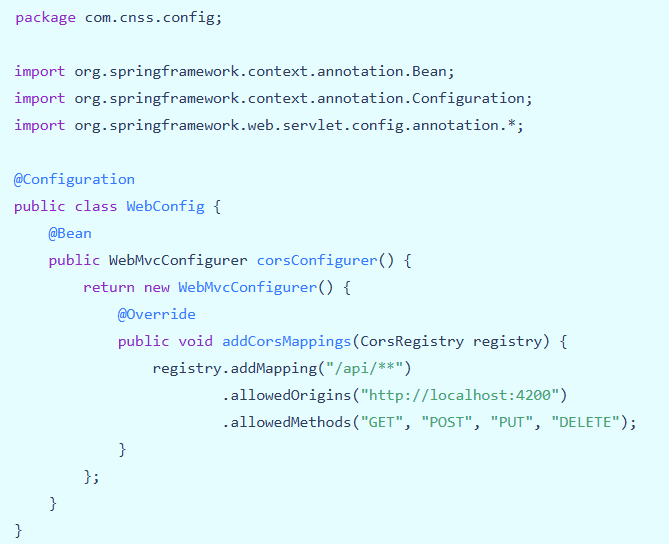 package com.cnss.config;
import org.springframework.context.annotation.Bean;
import org.springframework.context.annotation.Configuration;
import org.springframework.web.servlet.config.annotation.*;
@Configuration
public class WebConfig {
    @Bean
    public WebMvcConfigurer corsConfigurer() {
        return new WebMvcConfigurer() {
            @Override
            public void addCorsMappings(CorsRegistry registry) {
                registry.addMapping("/api/**")
                        .allowedOrigins("http://localhost:4200")
                        .allowedMethods("GET", "POST", "PUT", "DELETE");
            }
        };
    }
}